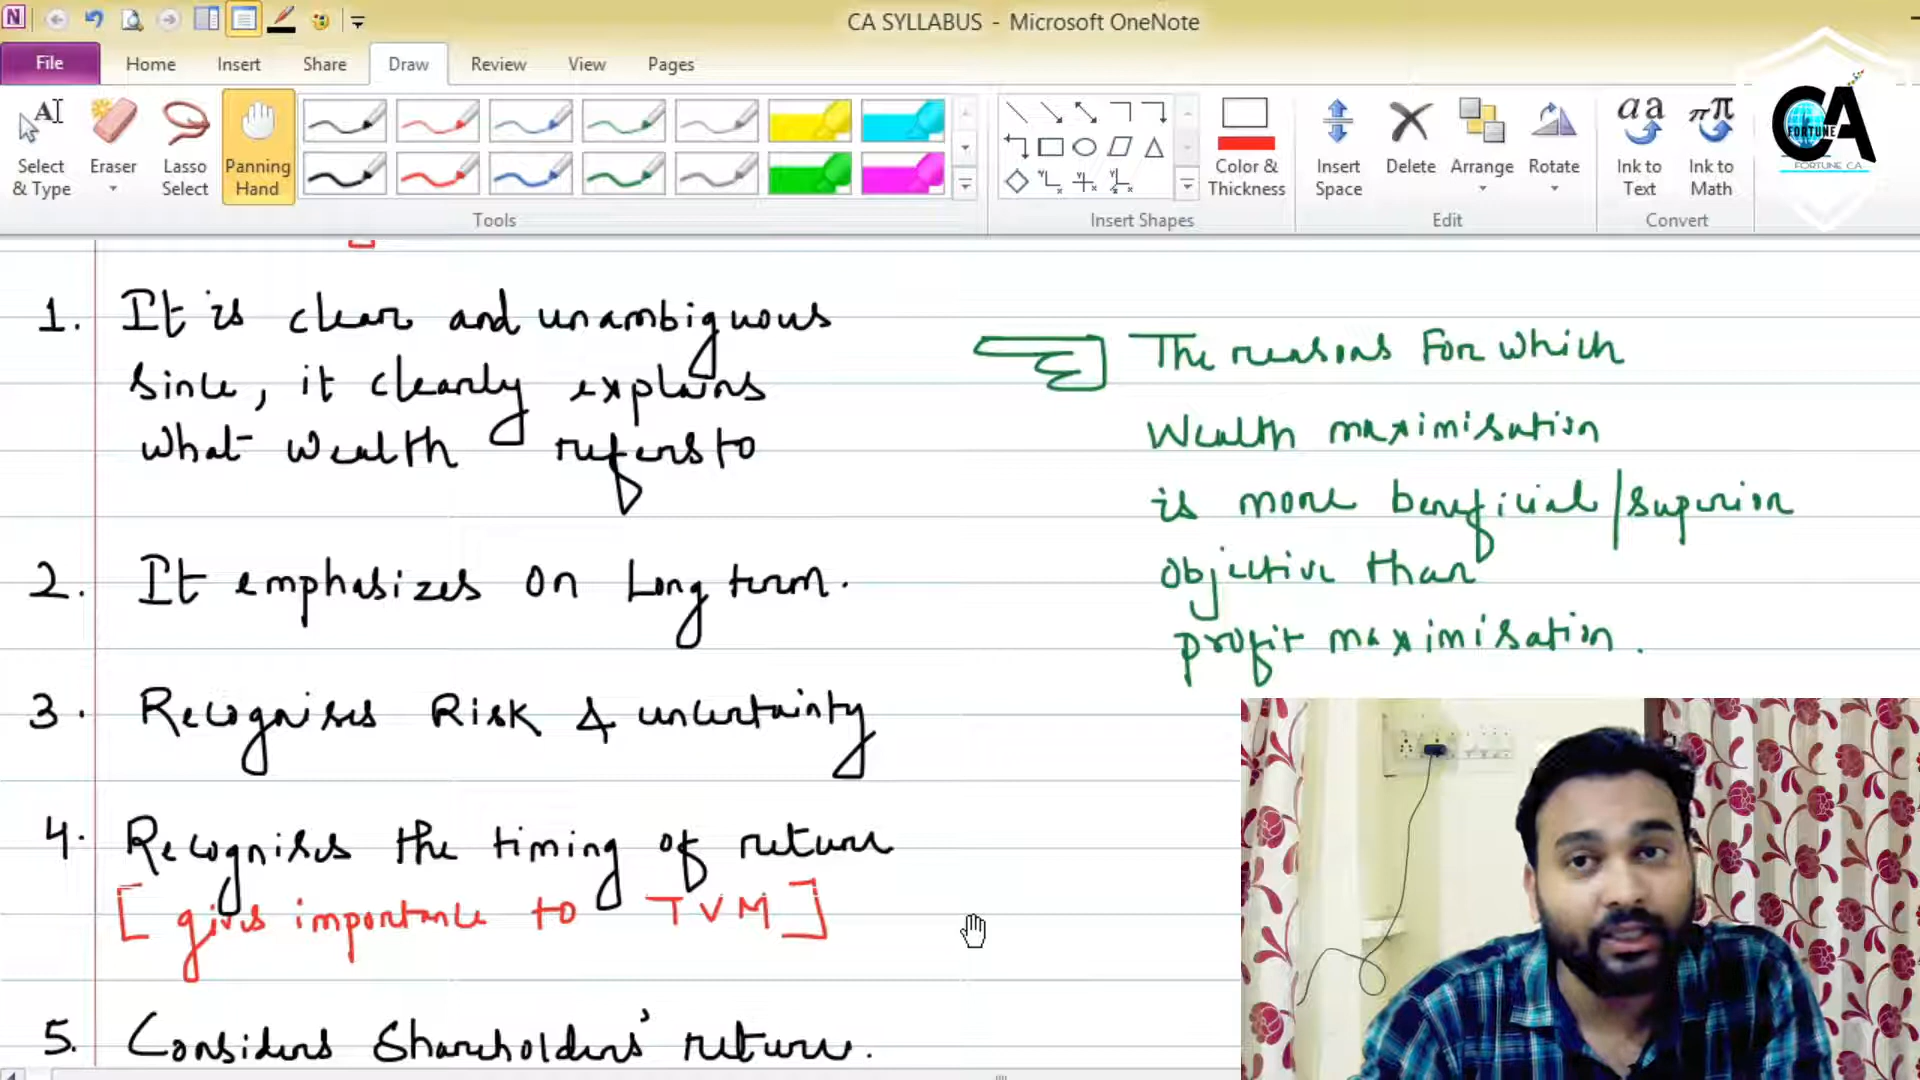 CA SYLLABUS - Microsoft OneNote
File Home Insert Share Draw Review View Pages
Select & Type
Eraser
Lasso Select
Panning Hand
Color & Thickness
Insert Space
Delete
Arrange
Rotate
Ink to Text
Ink to Math
Tools Insert Shapes Edit Convert
CA
FORTUNE
FORTUNE CA
1. It is clear and unambiguous
since, it clearly explains
what wealth refers to
2. It emphasizes on Long term.
3. Recognises Risk & uncertainty
4. Recognises the timing of return
[gives importance to TVM]
5. Considers Shareholders' return.
The reasons for which
Wealth maximisation
is more beneficial/superior
objective than
profit maximisation.